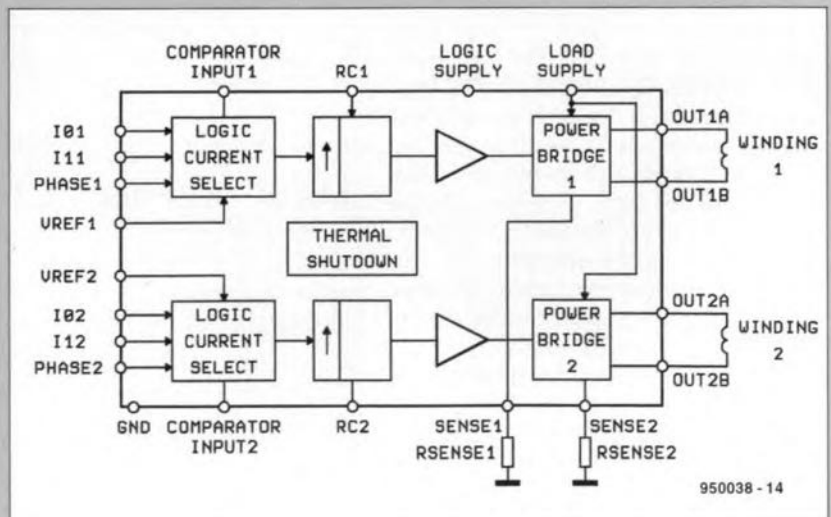 COMPARATOR
INPUT1
RC1
LOGIC
SUPPLY
LOAD
SUPPLY
I01
I11
PHASE1
VREF1
LOGIC
CURRENT
SELECT
POWER
BRIDGE
1
OUT1A
OUT1B
WINDING
1
THERMAL
SHUTDOWN
VREF2
I02
I12
PHASE2
LOGIC
CURRENT
SELECT
POWER
BRIDGE
2
OUT2A
OUT2B
WINDING
2
GND
COMPARATOR
INPUT2
RC2
SENSE1
RSENSE1
SENSE2
RSENSE2
950038 - 14